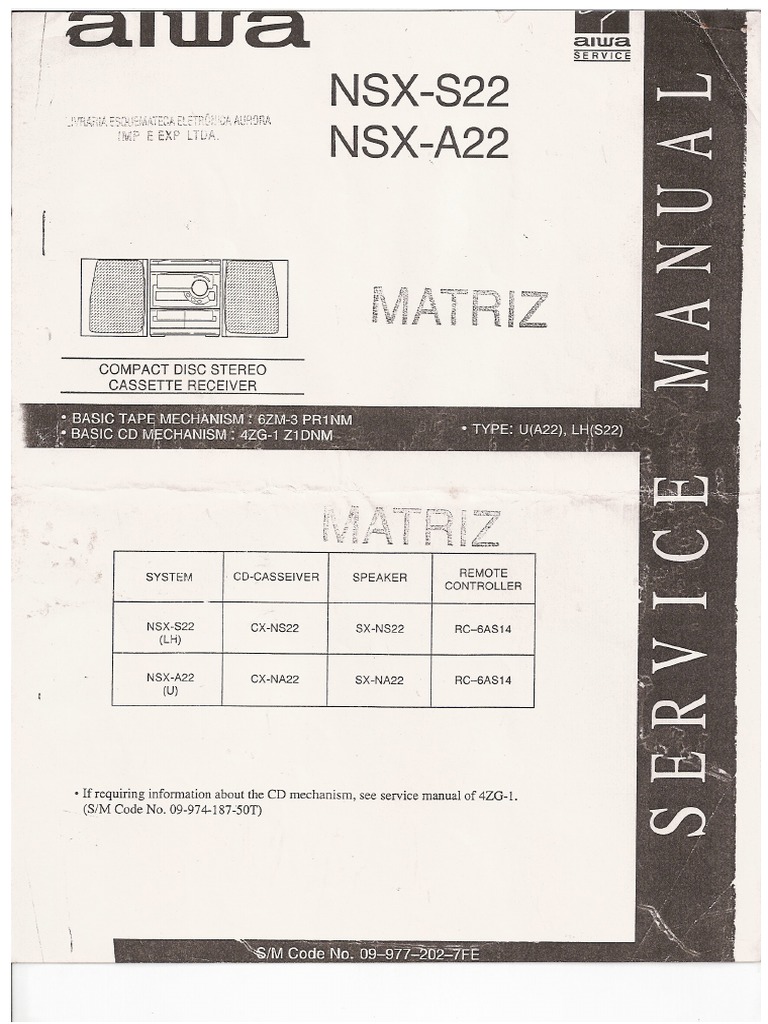 aiwa
aiwa
SERVICE
NSX-S22
NSX-A22
LIVRARIA ESQUEMATECA ELETRÔNICA AURORA
IMP E EXP LTDA.
MATRIZ
COMPACT DISC STEREO
CASSETTE RECEIVER
• BASIC TAPE MECHANISM : 6ZM-3 PR1NM
• BASIC CD MECHANISM : 4ZG-1 Z1DNM
• TYPE: U(A22), LH(S22)
MATRIZ
SYSTEM CD-CASSEIVER SPEAKER REMOTE CONTROLLER
NSX-S22 (LH) CX-NS22 SX-NS22 RC–6AS14
NSX-A22 (U) CX-NA22 SX-NA22 RC–6AS14
• If requiring information about the CD mechanism, see service manual of 4ZG-1.
(S/M Code No. 09-974-187-50T)
S/M Code No. 09–977–202–7FE
SERVICE MANUAL